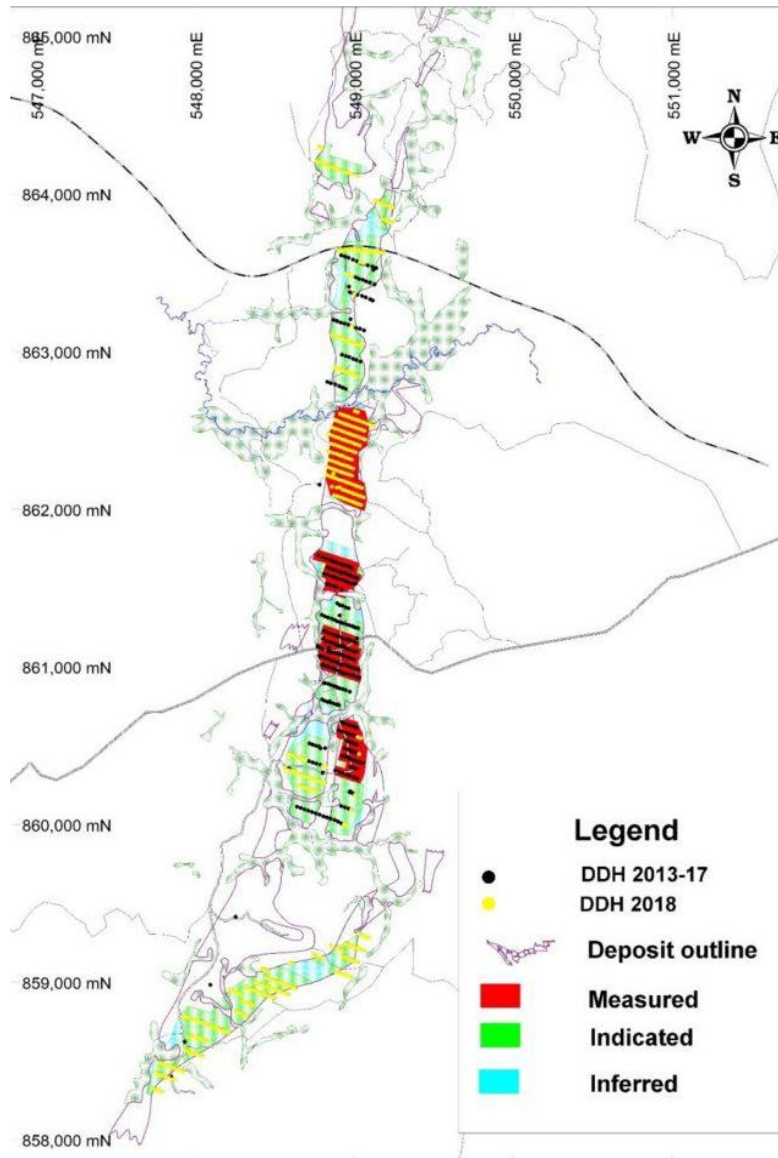 865,000 mN
547,000 mE
548,000 mE
549,000 mE
550,000 mE
551,000 mE
N
W
E
S
864,000 mN
863,000 mN
862,000 mN
861,000 mN
860,000 mN
859,000 mN
858,000 mN
Legend
DDH 2013-17
DDH 2018
Deposit outline
Measured
Indicated
Inferred